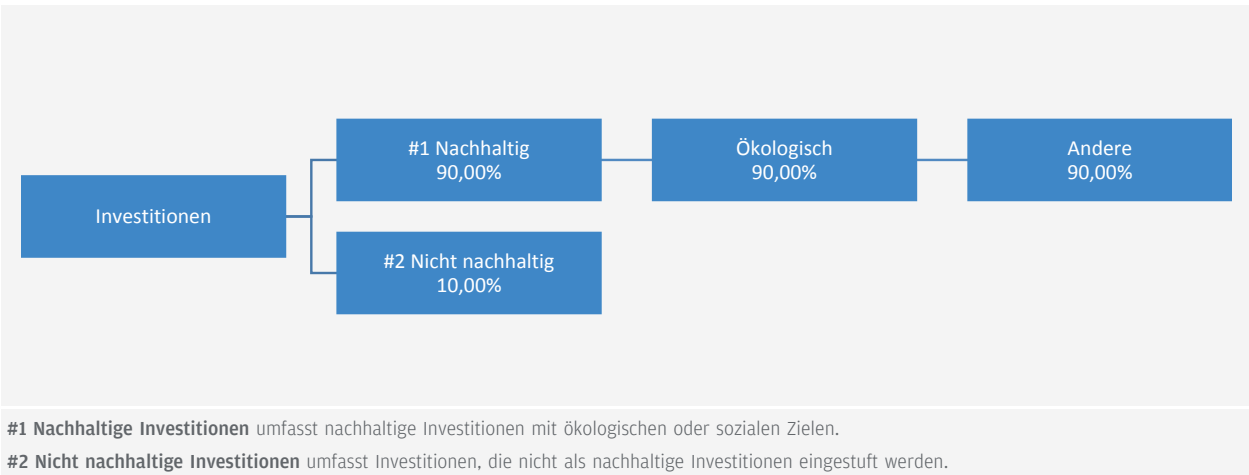 #1 Nachhaltig
90,00%
Ökologisch
90,00%
Andere
90,00%
Investitionen
#2 Nicht nachhaltig
10,00%
#1 Nachhaltige Investitionen umfasst nachhaltige Investitionen mit ökologischen oder sozialen Zielen.
#2 Nicht nachhaltige Investitionen umfasst Investitionen, die nicht als nachhaltige Investitionen eingestuft werden.